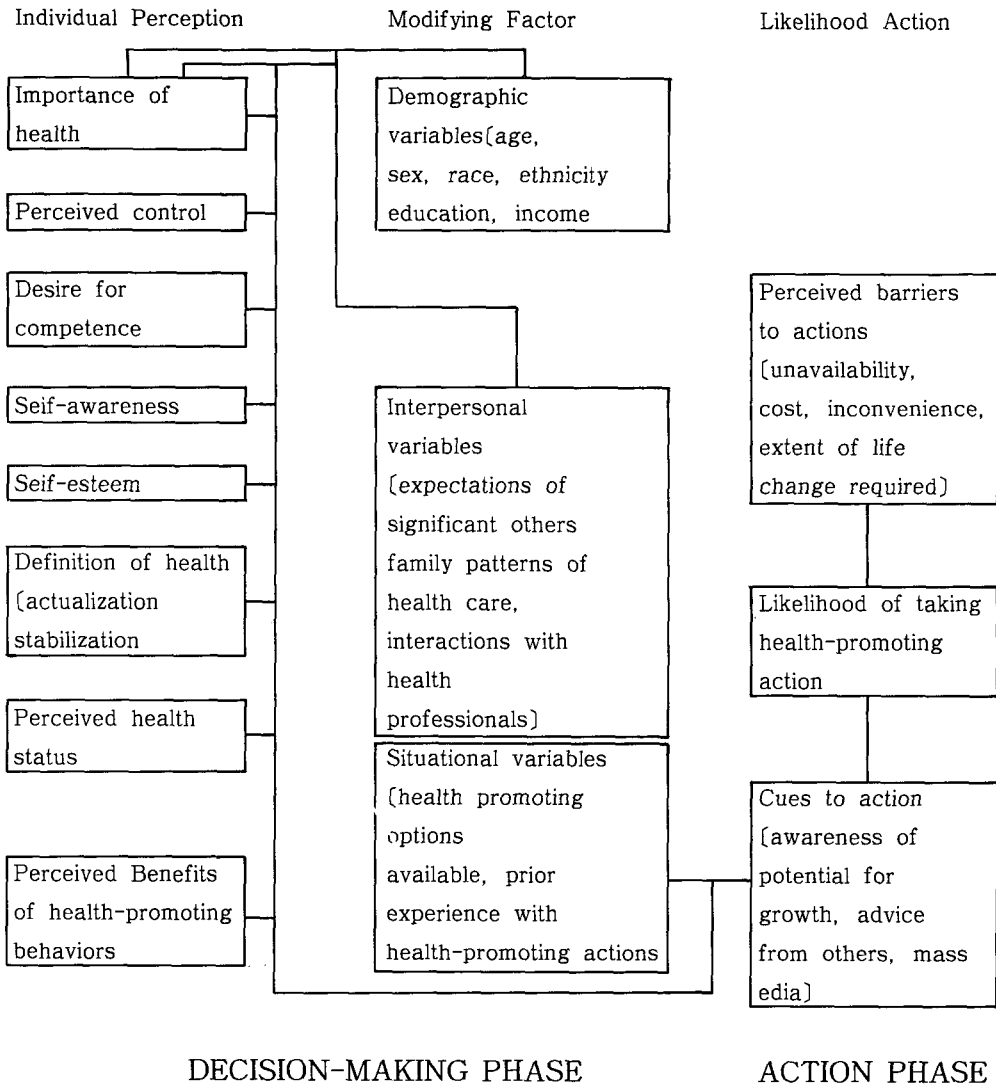 Individual Perception
Modifying Factor
Likelihood Action
Importance of
health
Perceived control
Desire for
competence
Seif-awareness
Seif-esteem
Definition of health
(actualization
stabilization
Perceived health
status
Perceived Benefits
of health-promoting
behaviors
Demographic
variables(age,
sex, race, ethnicity
education, income
Interpersonal
variables
(expectations of
significant others
family patterns of
health care,
interactions with
health
professionals)
Situational variables
(health promoting
options
available, prior
experience with
health-promoting actions
Perceived barriers
to actions
(unavailability,
cost, inconvenience,
extent of life
change required)
Likelihood of taking
health-promoting
action
Cues to action
(awareness of
potential for
growth, advice
from others, mass
edia)
DECISION-MAKING PHASE
ACTION PHASE